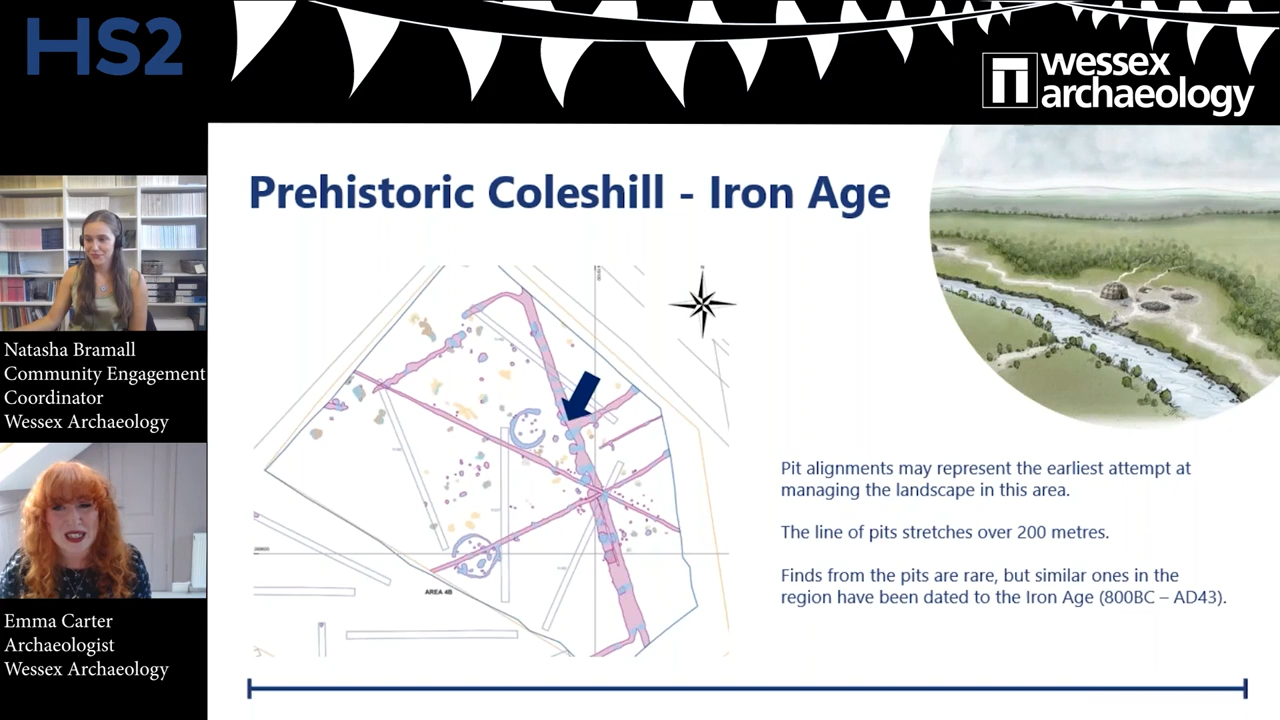 HS2
wessex
archaeology
Prehistoric Coleshill - Iron Age
Natasha Bramall
Community Engagement
Coordinator
Wessex Archaeology
Emma Carter
Archaeologist
Wessex Archaeology
AREA 4B
Pit alignments may represent the earliest attempt at
managing the landscape in this area.
The line of pits stretches over 200 metres.
Finds from the pits are rare, but similar ones in the
region have been dated to the Iron Age (800BC – AD43).